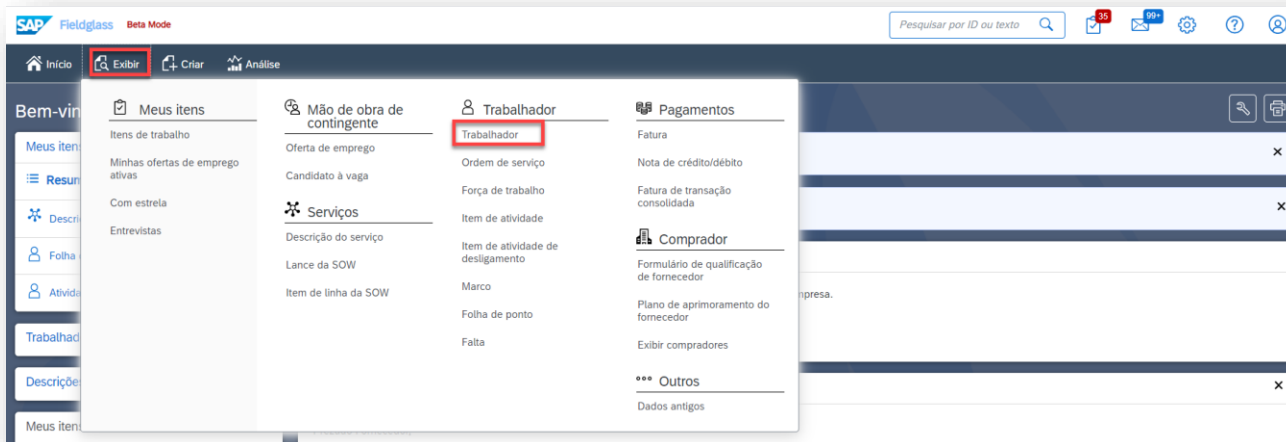 SAP Fieldglass Beta Mode
Pesquisar por ID ou texto
35
99+
Início
Exibir
Criar
Análise
Bem-vin
Meus iten
Resum
Descri
Folha
Ativida
Trabalhad
Descriçõe
Meus iten
Meus itens
Itens de trabalho
Minhas ofertas de emprego
ativas
Com estrela
Entrevistas
Mão de obra de
contingente
Oferta de emprego
Candidato à vaga
Serviços
Descrição do serviço
Lance da SOW
Item de linha da SOW
Trabalhador
Trabalhador
Ordem de serviço
Força de trabalho
Item de atividade
Item de atividade de
desligamento
Marco
Folha de ponto
Falta
Pagamentos
Fatura
Nota de crédito/débito
Fatura de transação
consolidada
Comprador
Formulário de qualificação
de fornecedor
Plano de aprimoramento do
fornecedor
Exibir compradores
Outros
Dados antigos
npresa.